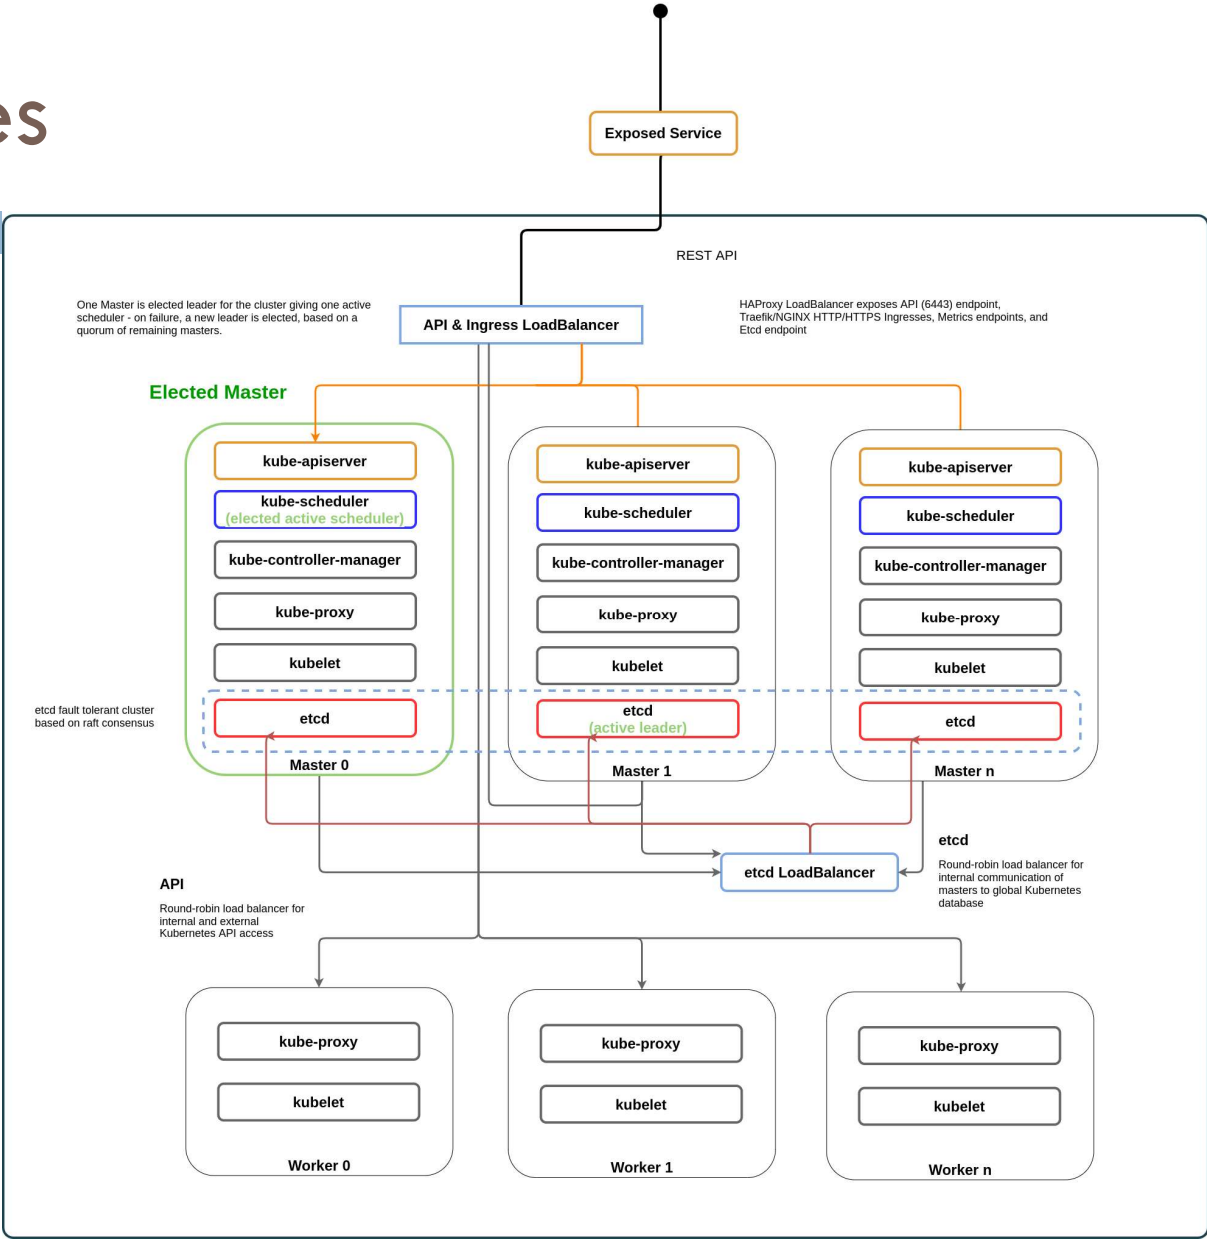 es
Exposed Service
REST API
One Master is elected leader for the cluster giving one active
scheduler - on failure, a new leader is elected, based on a
quorum of remaining masters.
API & Ingress LoadBalancer
HAProxy LoadBalancer exposes API (6443) endpoint,
Traefik/NGINX HTTP/HTTPS Ingresses, Metrics endpoints, and
Etcd endpoint
Elected Master
kube-apiserver
kube-scheduler
(elected active scheduler)
kube-controller-manager
kube-proxy
kubelet
etcd
Master 0
kube-apiserver
kube-scheduler
kube-controller-manager
kube-proxy
kubelet
etcd
(active leader)
Master 1
kube-apiserver
kube-scheduler
kube-controller-manager
kube-proxy
kubelet
etcd
Master n
etcd fault tolerant cluster
based on raft consensus
etcd LoadBalancer
etcd
Round-robin load balancer for
internal communication of
masters to global Kubernetes
database
API
Round-robin load balancer for
internal and external
Kubernetes API access
kube-proxy
kubelet
Worker 0
kube-proxy
kubelet
Worker 1
kube-proxy
kubelet
Worker n